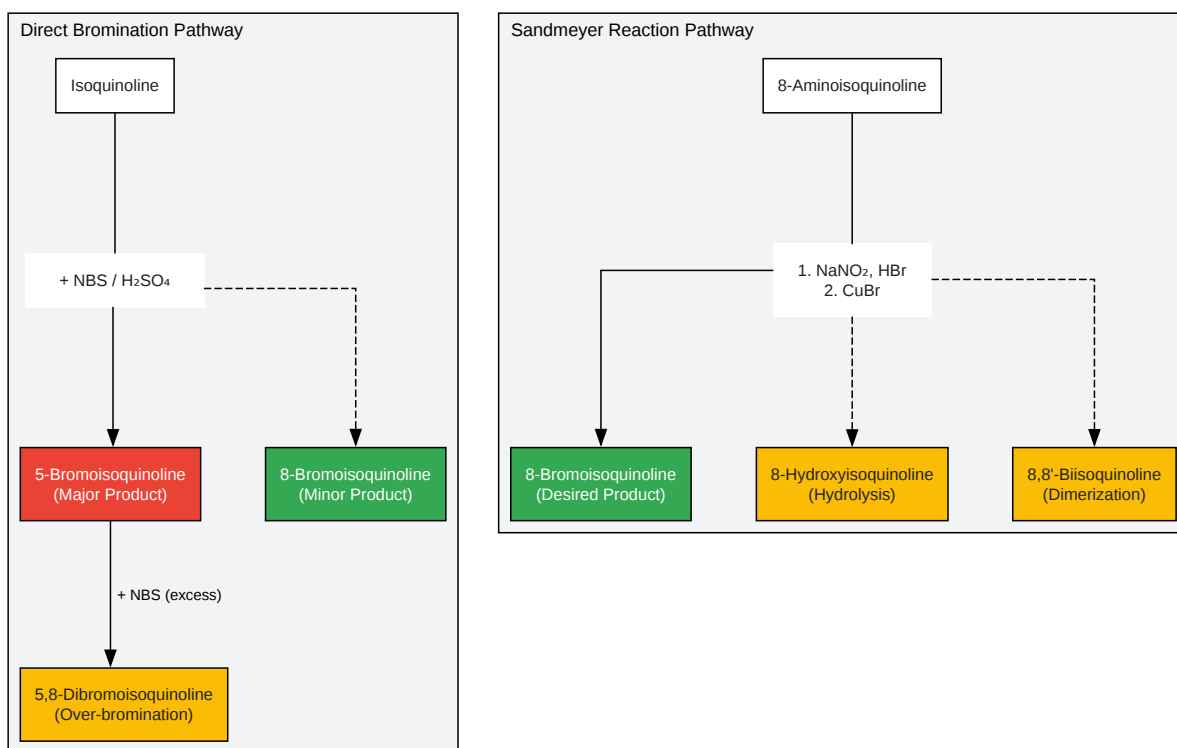 Direct Bromination Pathway
Isoquinoline
+ NBS / H₂SO₄
5-Bromoisoquinoline
(Major Product)
8-Bromoisoquinoline
(Minor Product)
+ NBS (excess)
5,8-Dibromoisoquinoline
(Over-bromination)
Sandmeyer Reaction Pathway
8-Aminoisoquinoline
1. NaNO₂, HBr
2. CuBr
8-Bromoisoquinoline
(Desired Product)
8-Hydroxyisoquinoline
(Hydrolysis)
8,8'-Biisoquinoline
(Dimerization)